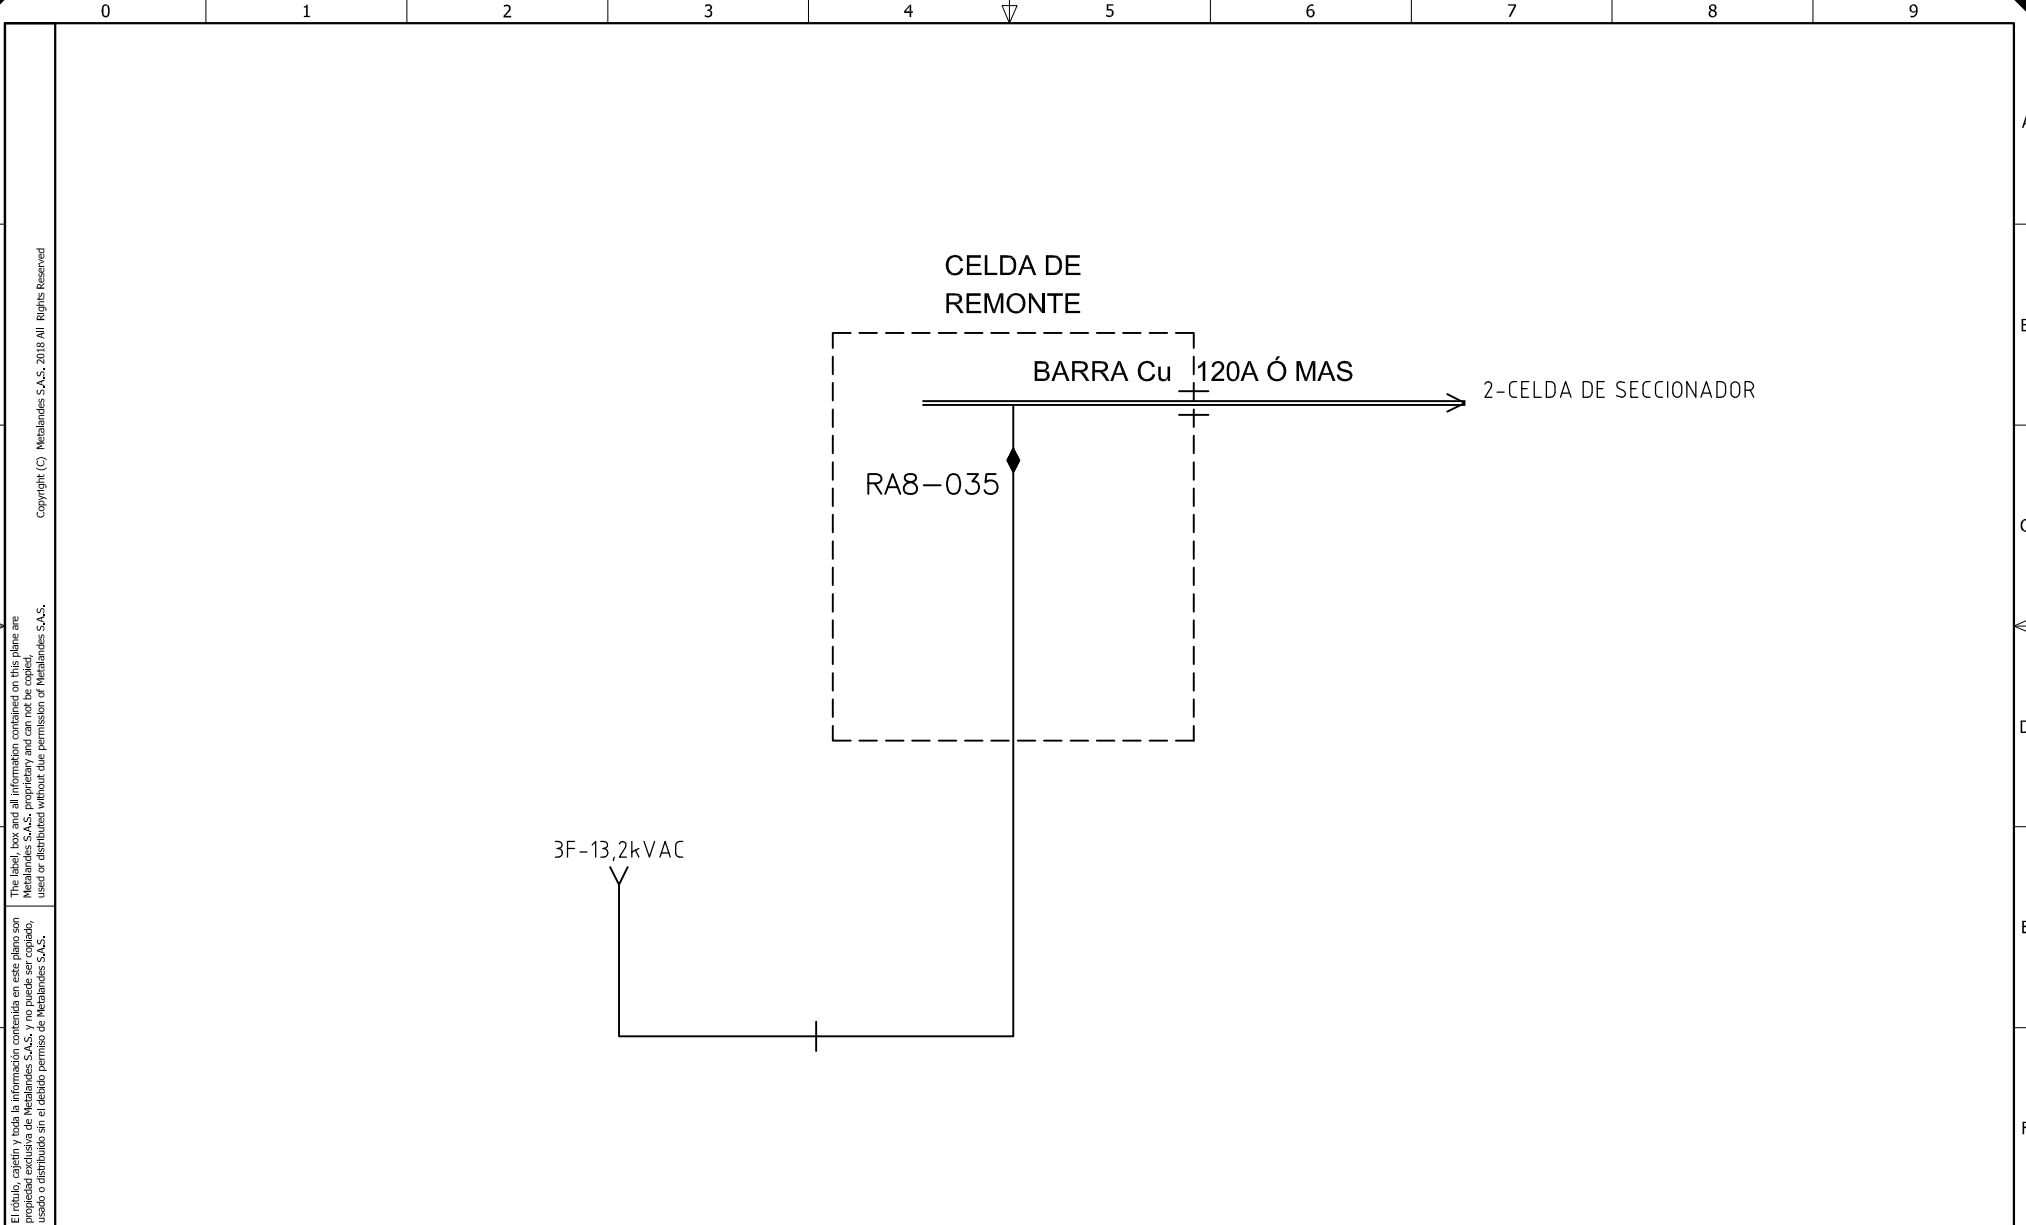 0 1 2 3 4 5 6 7 8 9
CELDA DE
REMONTE
BARRA Cu 120A Ó MAS
2-CELDA DE SECCIONADOR
RA8-035
3F-13,2kVAC
Copyright (C) Metalandes S.A.S. 2018 All Rights Reserved
The label, box and all information contained on this plane are
Metalandes S.A.S. proprietary and can not be copied,
used or distributed without due permission of Metalandes S.A.S.
El rótulo, cajetín y toda la información contenida en este plano son
propiedad exclusiva de Metalandes S.A.S. y no puede ser copiado,
usado o distribuido sin el debido permiso de Metalandes S.A.S.